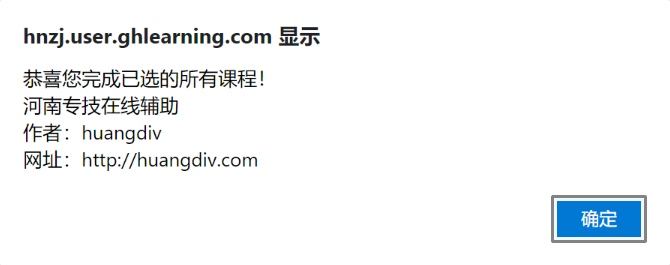 hnzj.user.ghlearning.com 显示
恭喜您完成已选的所有课程！
河南专技在线辅助
作者：huangdiv
网址：http://huangdiv.com
确定